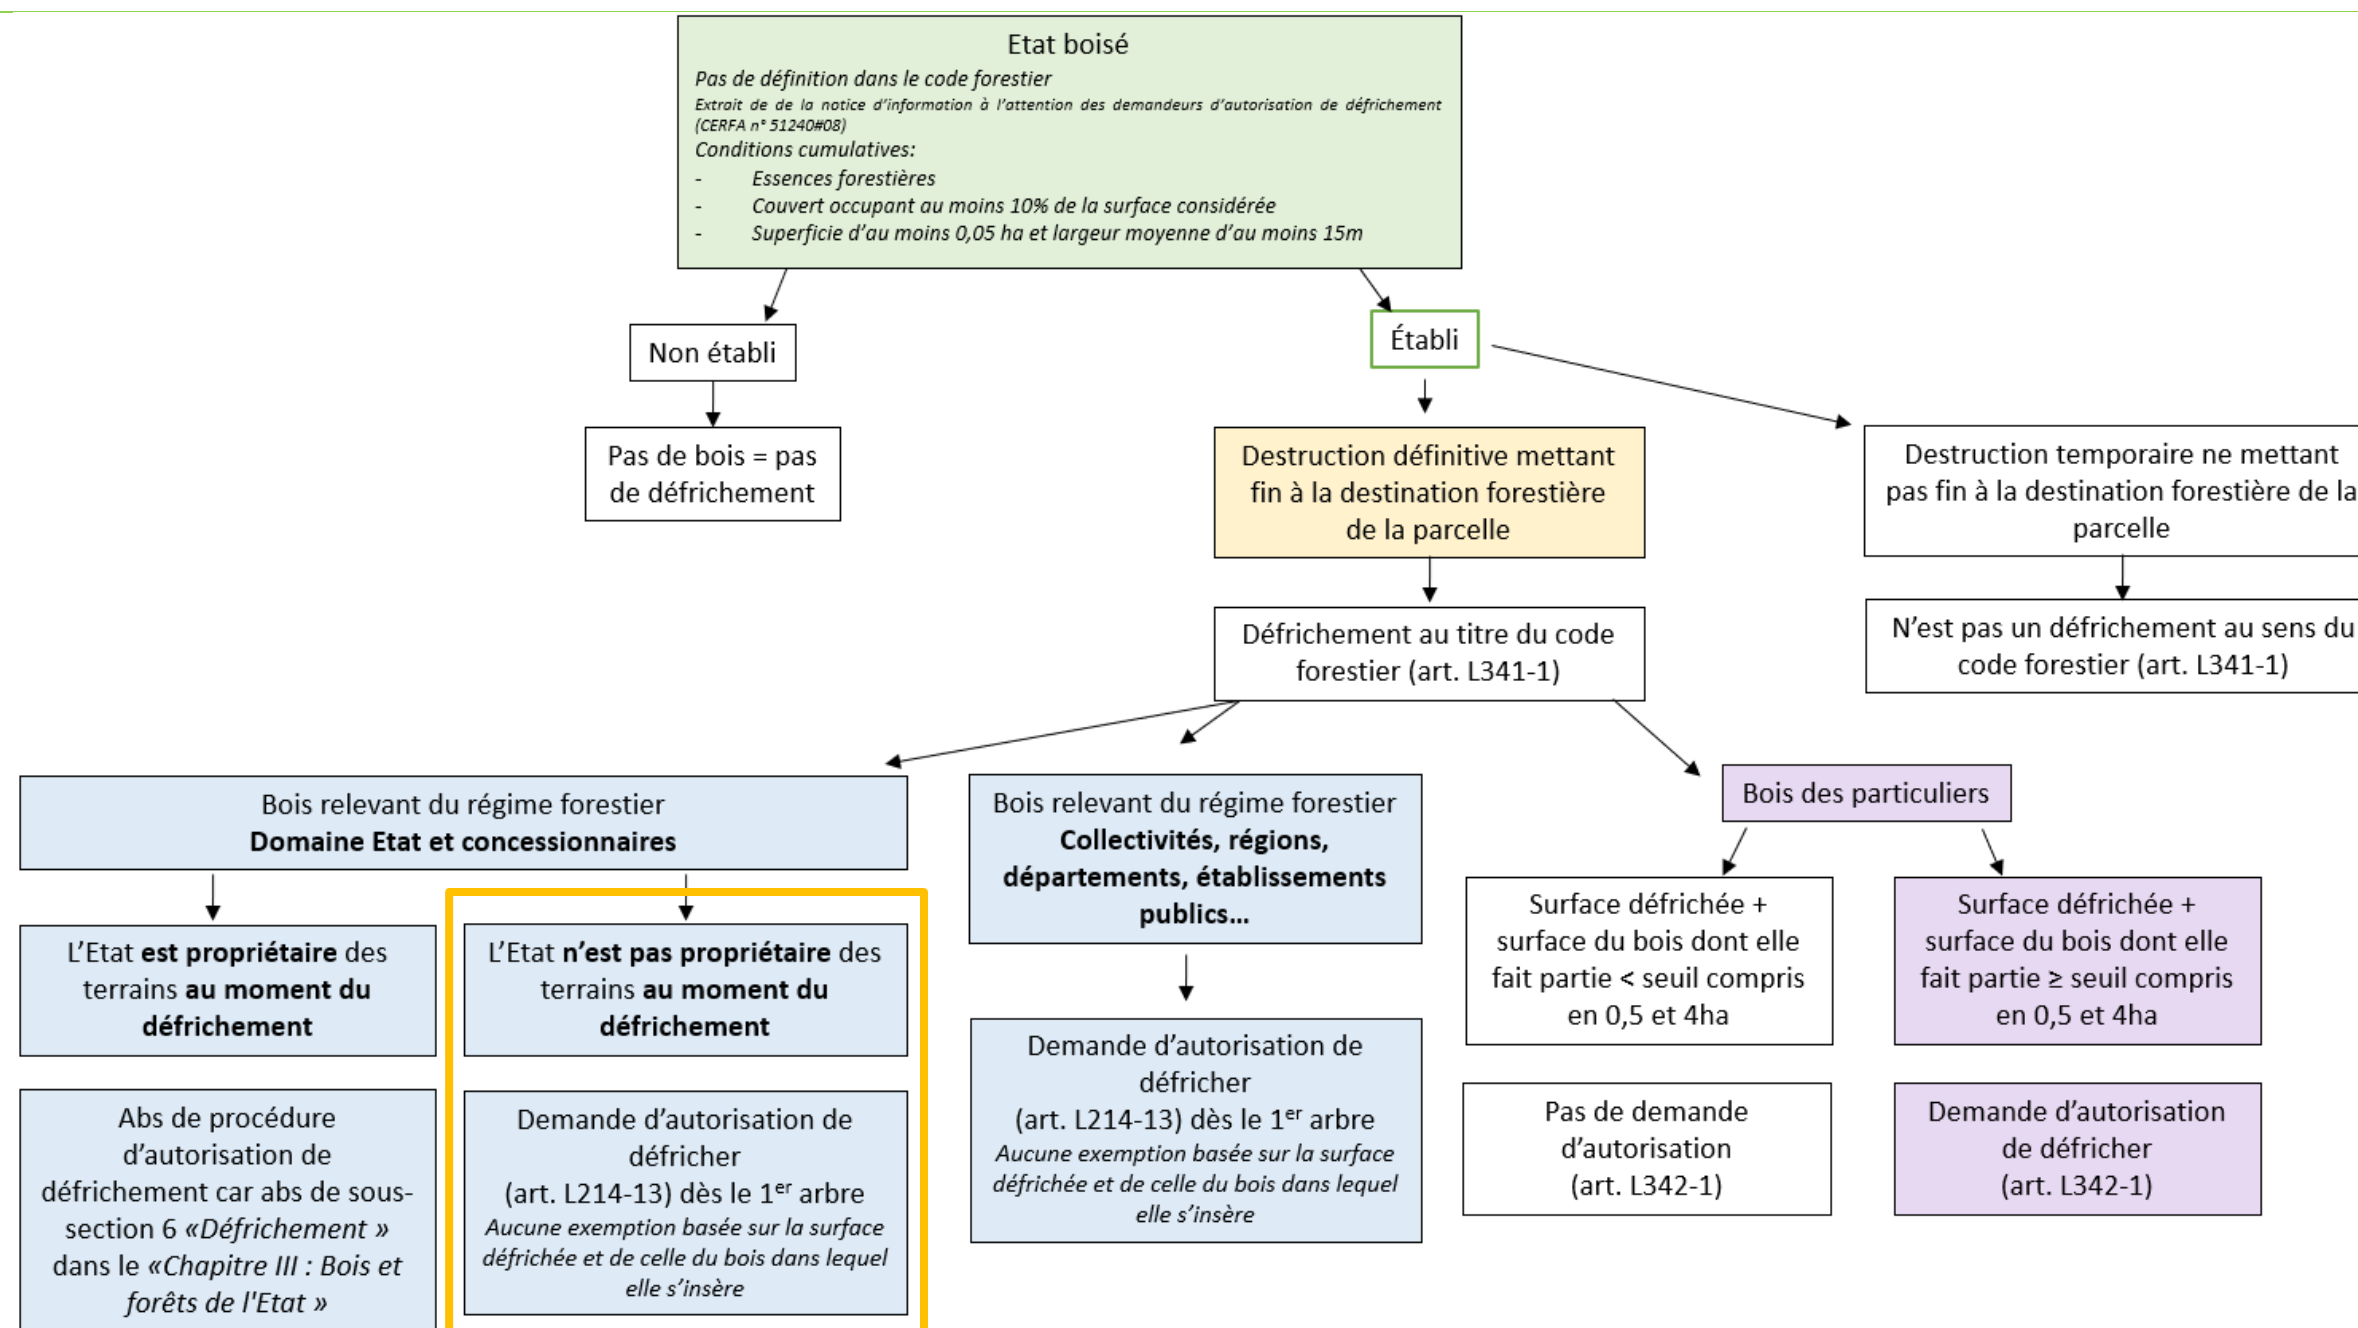 Etat boisé
Pas de définition dans le code forestier
Extrait de de la notice d'information à l'attention des demandeurs d'autorisation de défrichement
(CERFA n° 51240#08)
Conditions cumulatives:
- Essences forestières
- Couvert occupant au moins 10% de la surface considérée
- Superficie d'au moins 0,05 ha et largeur moyenne d'au moins 15m
Non établi
Établi
Pas de bois = pas
de défrichement
Destruction définitive mettant
fin à la destination forestière
de la parcelle
Destruction temporaire ne mettant
pas fin à la destination forestière de la
parcelle
Défrichement au titre du code
forestier (art. L341-1)
N'est pas un défrichement au sens du
code forestier (art. L341-1)
Bois relevant du régime forestier
Domaine Etat et concessionnaires
L'Etat est propriétaire des
terrains au moment du
défrichement
Abs de procédure
d'autorisation de
défrichement car abs de sous-
section 6 «Défrichement »
dans le «Chapitre III : Bois et
forêts de l'Etat »
L'Etat n'est pas propriétaire des
terrains au moment du
défrichement
Demande d'autorisation de
défricher
(art. L214-13) dès le 1er arbre
Aucune exemption basée sur la surface
défrichée et de celle du bois dans lequel
elle s'insère
Bois relevant du régime forestier
Collectivités, régions,
départements, établissements
publics...
Demande d'autorisation de
défricher
(art. L214-13) dès le 1er arbre
Aucune exemption basée sur la surface
défrichée et de celle du bois dans lequel
elle s'insère
Bois des particuliers
Surface défrichée +
surface du bois dont elle
fait partie < seuil compris
en 0,5 et 4ha
Pas de demande
d'autorisation
(art. L342-1)
Surface défrichée +
surface du bois dont elle
fait partie ≥ seuil compris
en 0,5 et 4ha
Demande d'autorisation
de défricher
(art. L342-1)